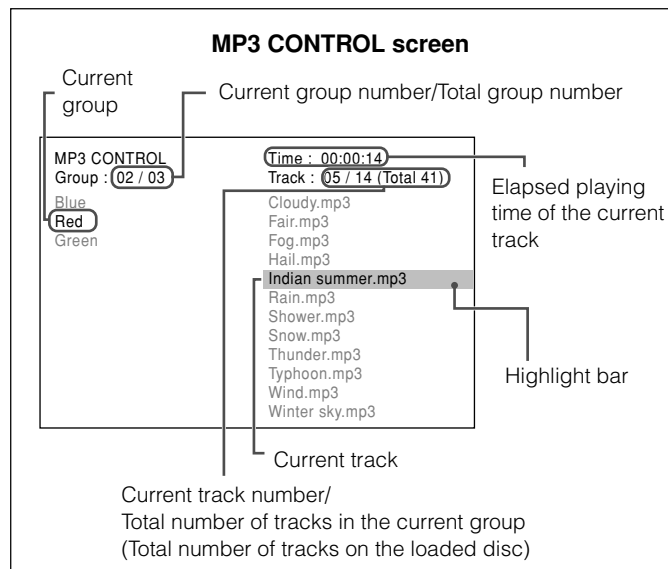 MP3 CONTROL screen
Current
group
Current group number/Total group number
MP3 CONTROL
Group : 02 / 03
Blue
Red
Green
Time : 00:00:14
Track : 05 / 14 (Total 41)
Cloudy.mp3
Fair.mp3
Fog.mp3
Hail.mp3
Indian summer.mp3
Rain.mp3
Shower.mp3
Snow.mp3
Thunder.mp3
Typhoon.mp3
Wind.mp3
Winter sky.mp3
Elapsed playing
time of the current
track
Highlight bar
Current track
Current track number/
Total number of tracks in the current group
(Total number of tracks on the loaded disc)